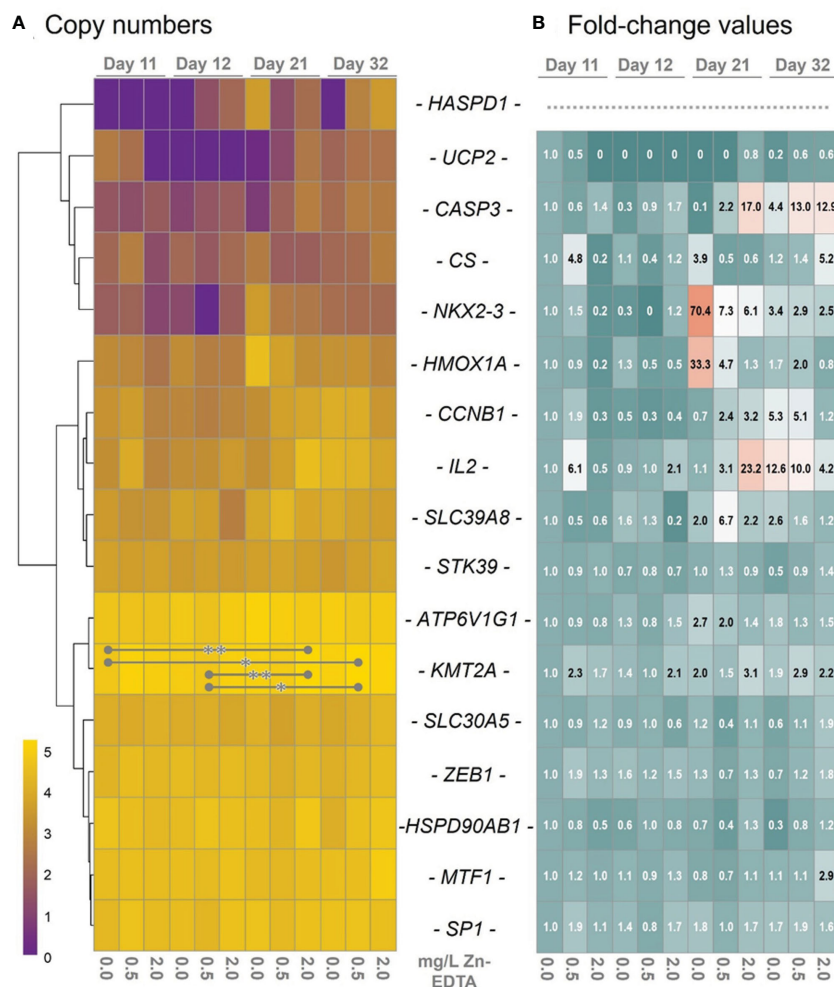 A Copy numbers
B Fold-change values
Day 11 Day 12 Day 21 Day 32
Day 11 Day 12 Day 21 Day 32
- HASPD1 -
- UCP2 - 1.0 0.5 0 0 0 0 0 0 0.8 0.2 0.6 0.6
- CASP3 - 1.0 0.6 1.4 0.3 0.9 1.7 0.1 2.2 17.0 4.4 13.0 12.9
- CS - 1.0 4.8 0.2 1.1 0.4 1.2 3.9 0.5 0.6 1.2 1.4 5.2
- NKX2-3 - 1.0 1.5 0.2 0.3 0 1.2 70.4 7.3 6.1 3.4 2.9 2.5
- HMOX1A - 1.0 0.9 0.2 1.3 0.5 0.5 33.3 4.7 1.3 1.7 2.0 0.8
- CCNB1 - 1.0 1.9 0.3 0.5 0.3 0.4 0.7 2.4 3.2 5.3 5.1 1.2
- IL2 - 1.0 6.1 0.5 0.9 1.0 2.1 1.1 3.1 23.2 12.6 10.0 4.2
- SLC39A8 - 1.0 0.5 0.6 1.6 1.3 0.2 2.0 6.7 2.2 2.6 1.6 1.2
- STK39 - 1.0 0.9 1.0 0.7 0.8 0.7 1.0 1.3 0.9 0.5 0.9 1.4
- ATP6V1G1 - 1.0 0.9 0.8 1.3 0.8 1.5 2.7 2.0 1.4 1.8 1.3 1.5
**
*
**
*
- KMT2A - 1.0 2.3 1.7 1.4 1.0 2.1 2.0 1.5 3.1 1.9 2.9 2.2
- SLC30A5 - 1.0 0.9 1.2 0.9 1.0 0.6 1.2 0.4 1.1 0.6 1.1 1.9
- ZEB1 - 1.0 1.9 1.3 1.6 1.2 1.5 1.3 0.7 1.3 0.7 1.2 1.8
-HSPD90AB1 - 1.0 0.8 0.5 0.6 1.0 0.8 0.7 0.4 1.3 0.3 0.8 1.2
- MTF1 - 1.0 1.2 1.0 1.1 0.9 1.3 0.8 0.7 1.1 1.1 1.1 2.9
- SP1 - 1.0 1.9 1.1 1.4 0.8 1.7 1.8 1.0 1.7 1.7 1.9 1.6
5
4
3
2
1
0
0.0 0.5 2.0 0.0 0.5 2.0 0.0 0.5 2.0 0.0 0.5 2.0
mg/L Zn-
EDTA
0.0 0.5 2.0 0.0 0.5 2.0 0.0 0.5 2.0 0.0 0.5 2.0